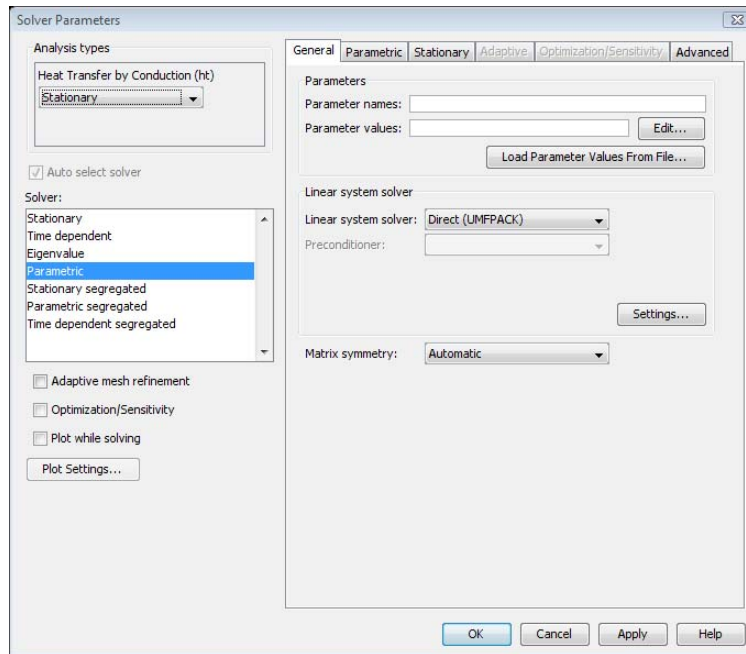 Solver Parameters
Analysis types
Heat Transfer by Conduction (ht)
Stationary
Auto select solver
Solver:
Stationary
Time dependent
Eigenvalue
Parametric
Stationary segregated
Parametric segregated
Time dependent segregated
Adaptive mesh refinement
Optimization/Sensitivity
Plot while solving
Plot Settings...
General Parametric Stationary Adaptive Optimization/Sensitivity Advanced
Parameters
Parameter names:
Parameter values: Edit...
Load Parameter Values From File...
Linear system solver
Linear system solver: Direct (UMFPACK)
Preconditioner:
Settings...
Matrix symmetry: Automatic
OK Cancel Apply Help